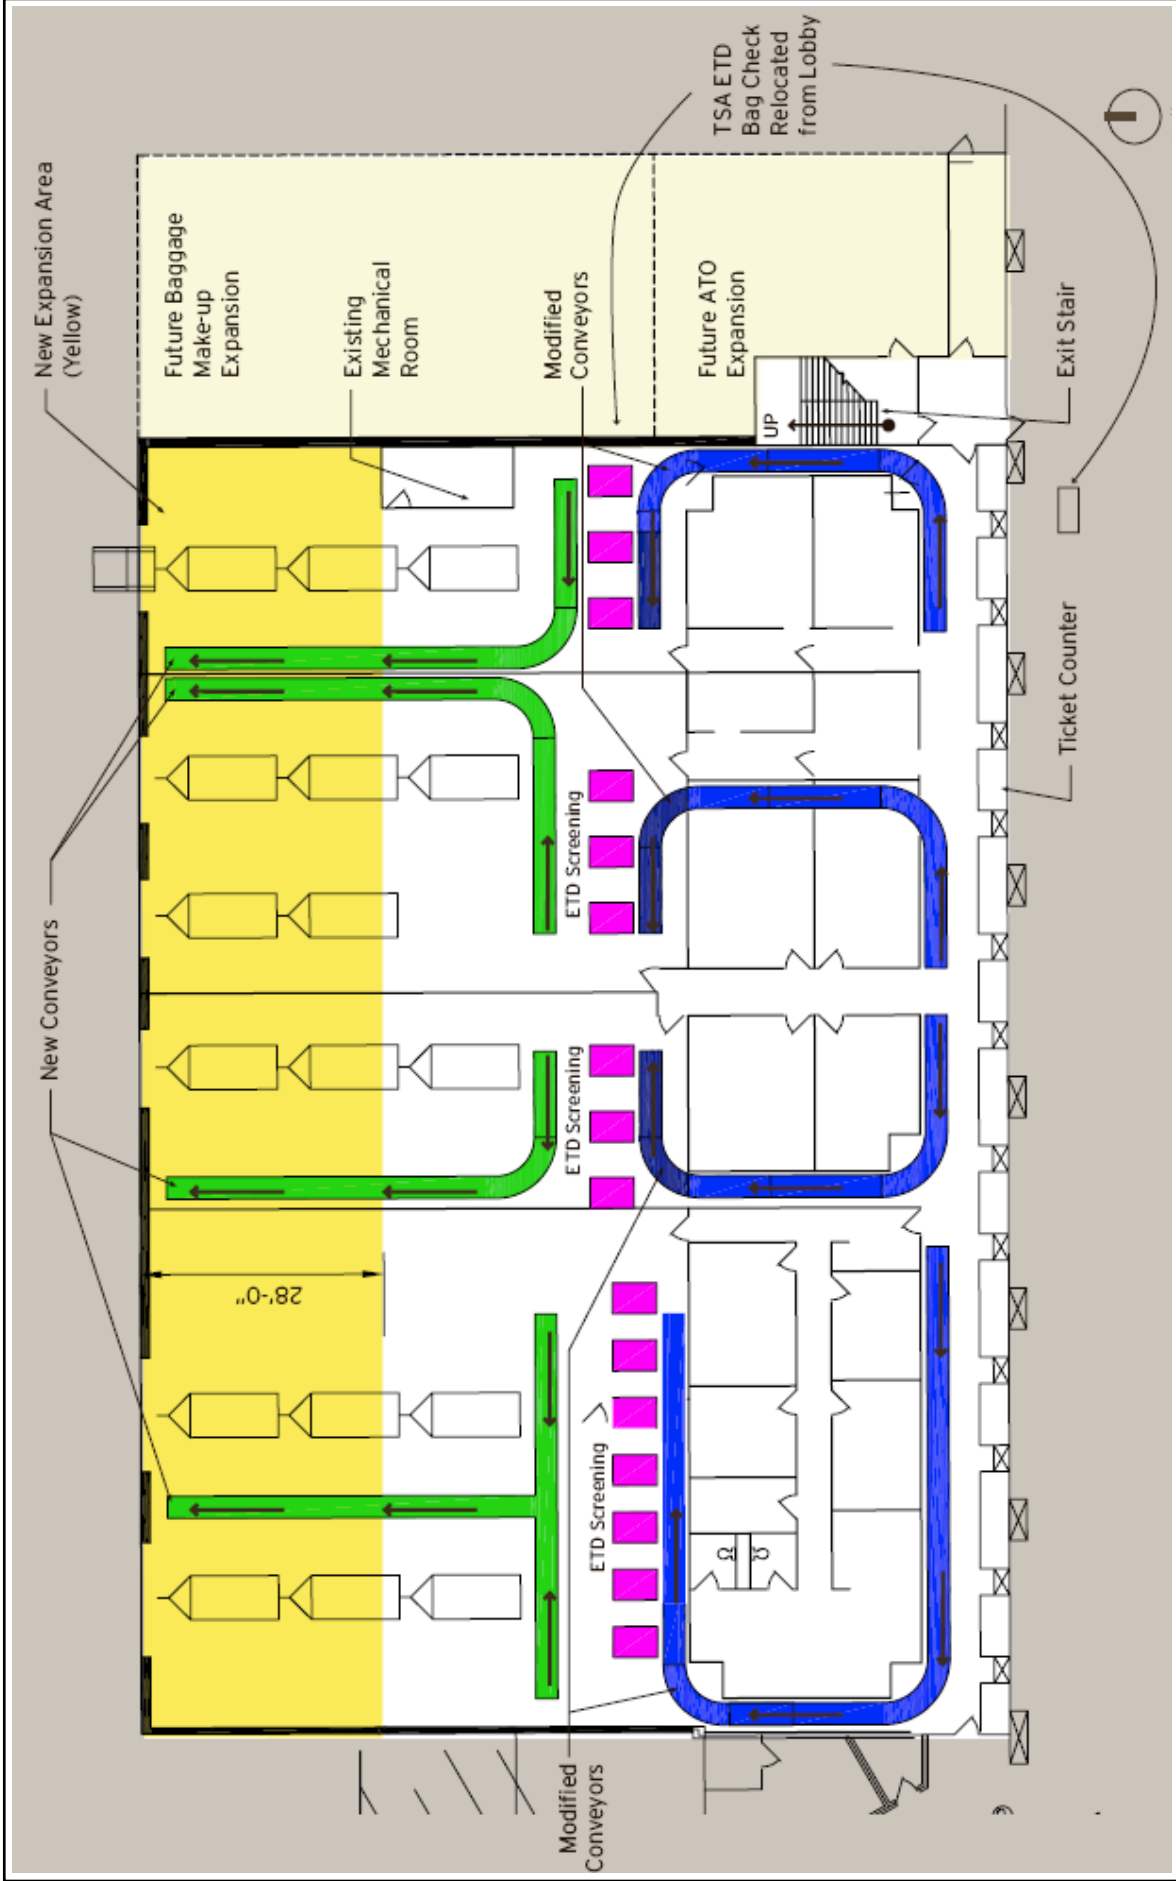 New Expansion Area
(Yellow)
Future Baggage
Make-up
Expansion
Existing
Mechanical
Room
Modified
Conveyors
Future ATO
Expansion
TSA ETD
Bag Check
Relocated
from Lobby
UP
Exit Stair
New Conveyors
ETD Screening
ETD Screening
ETD Screening
Ticket Counter
28'-0"
Modified
Conveyors